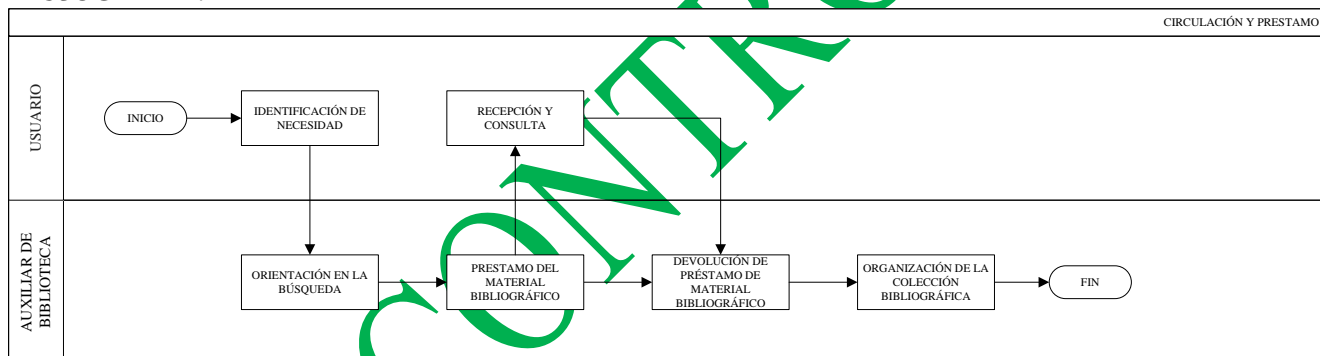 CIRCULACIÓN Y PRESTAMO
USUARIO
INICIO
IDENTIFICACIÓN DE
NECESIDAD
RECEPCIÓN Y
CONSULTA
AUXILIAR DE
BIBLIOTECA
ORIENTACIÓN EN LA
BÚSQUEDA
PRESTAMO DEL
MATERIAL
BIBLIOGRÁFICO
DEVOLUCIÓN DE
PRÉSTAMO DE
MATERIAL
BIBLIOGRÁFICO
ORGANIZACIÓN DE LA
COLECCIÓN
BIBLIOGRÁFICA
FIN
CONTR